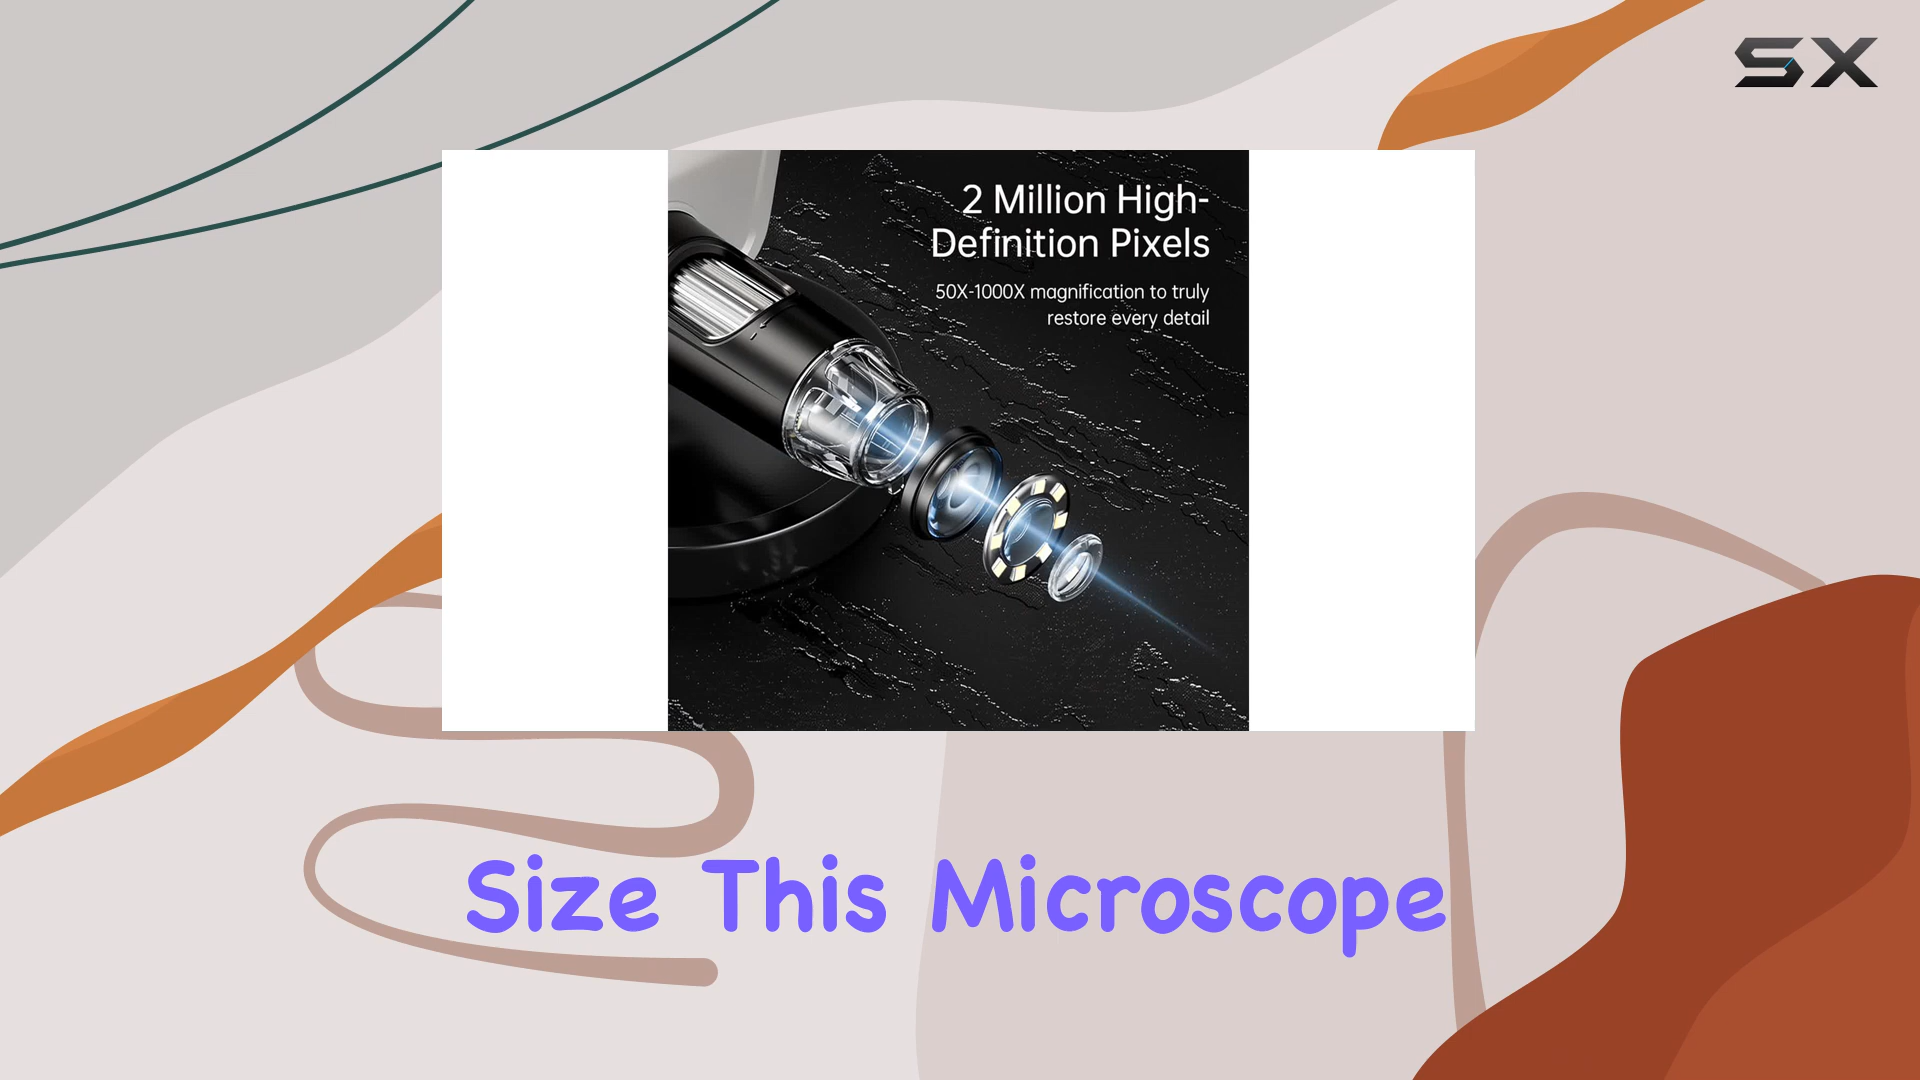 SX
2 Million High-
Definition Pixels
50X-1000X magnification to truly
restore every detail
Size This Microscope